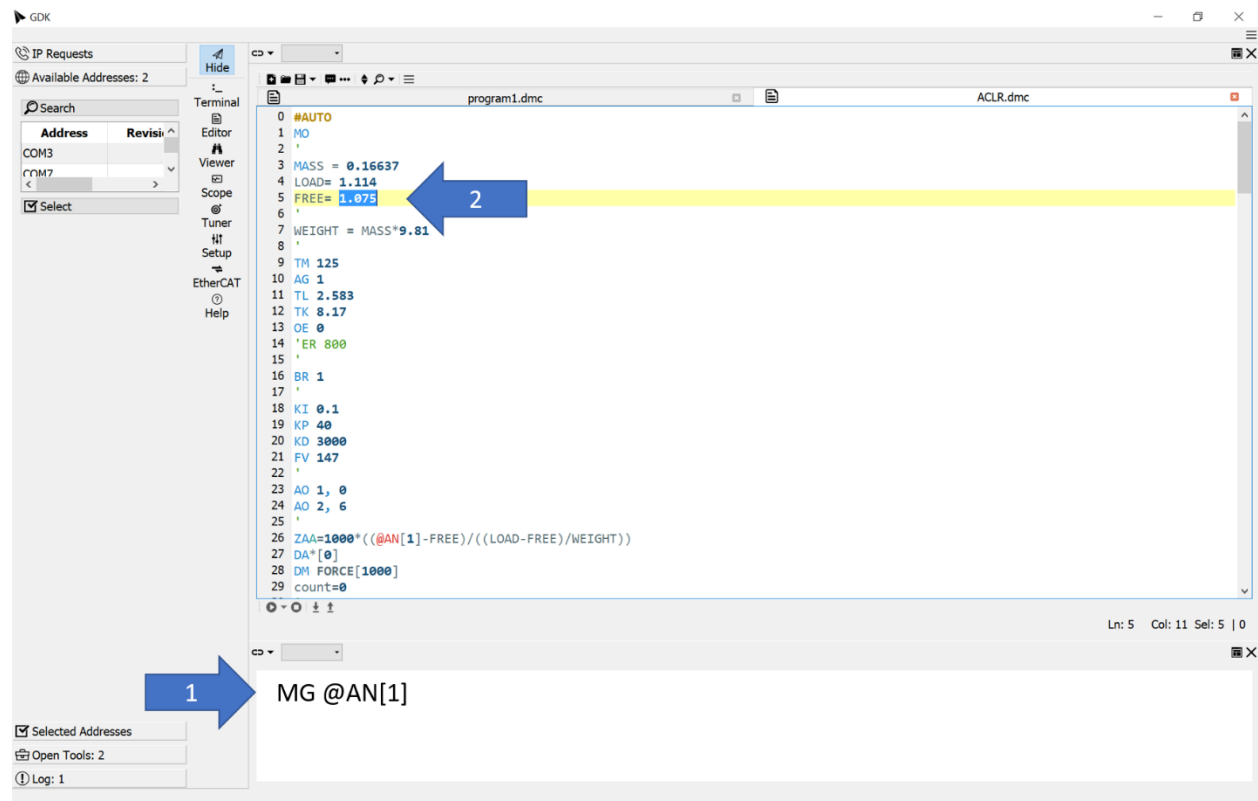 GDK
IP Requests
Available Addresses: 2
Search
Address Revisi
COM3
COM7
Select
Hide
Terminal
Editor
Viewer
Scope
Tuner
Setup
EtherCAT
Help
program1.dmc ACLR.dmc
0 #AUTO
1 MO
2 '
3 MASS = 0.16637
4 LOAD= 1.114
5 FREE= 1.075
2
6 '
7 WEIGHT = MASS*9.81
8 '
9 TM 125
10 AG 1
11 TL 2.583
12 TK 8.17
13 OE 0
14 'ER 800
15 '
16 BR 1
17 '
18 KI 0.1
19 KP 40
20 KD 3000
21 FV 147
22 '
23 AO 1, 0
24 AO 2, 6
25 '
26 ZAA=1000*((@AN[1]-FREE)/((LOAD-FREE)/WEIGHT))
27 DA*[0]
28 DM FORCE[1000]
29 count=0
Ln: 5 Col: 11 Sel: 5 | 0
1
MG @AN[1]
Selected Addresses
Open Tools: 2
Log: 1